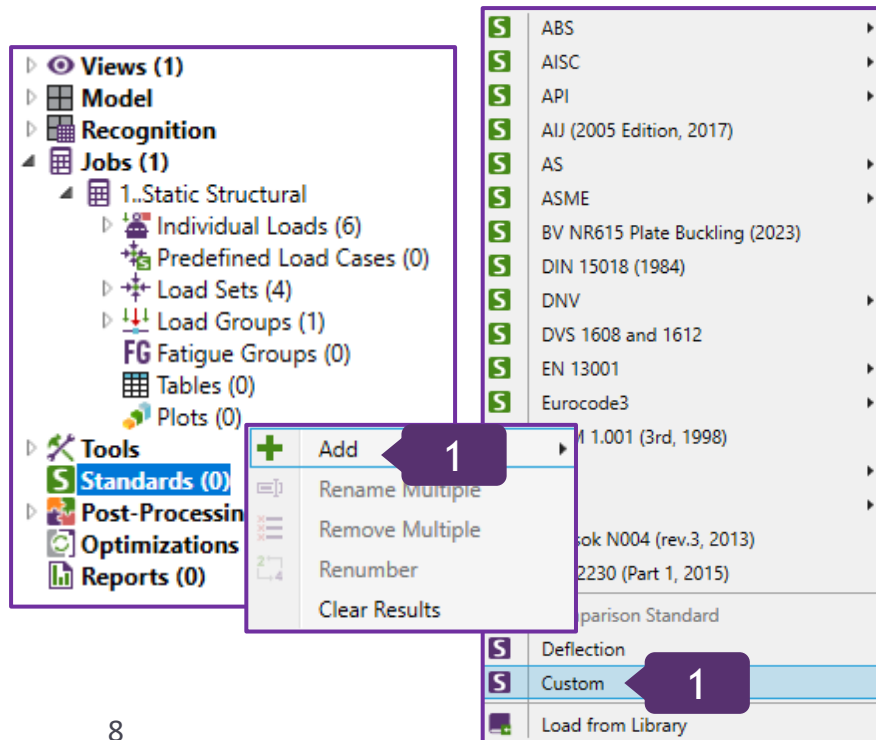 Views (1)
Model
Recognition
Jobs (1)
1..Static Structural
Individual Loads (6)
Predefined Load Cases (0)
Load Sets (4)
Load Groups (1)
FG Fatigue Groups (0)
Tables (0)
Plots (0)
Tools
S Standards (0)
Post-Processin
Optimizations
Reports (0)
Add 1
Rename Multiple
Remove Multiple
Renumber
Clear Results
S ABS
S AISC
S API
S AIJ (2005 Edition, 2017)
S AS
S ASME
S BV NR615 Plate Buckling (2023)
S DIN 15018 (1984)
S DNV
S DVS 1608 and 1612
S EN 13001
S Eurocode3
1.001 (3rd, 1998)
sok N004 (rev.3, 2013)
2230 (Part 1, 2015)
parison Standard
S Deflection
S Custom 1
Load from Library
8